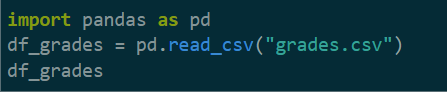 import pandas as pd
df_grades = pd.read_csv("grades.csv")
df_grades